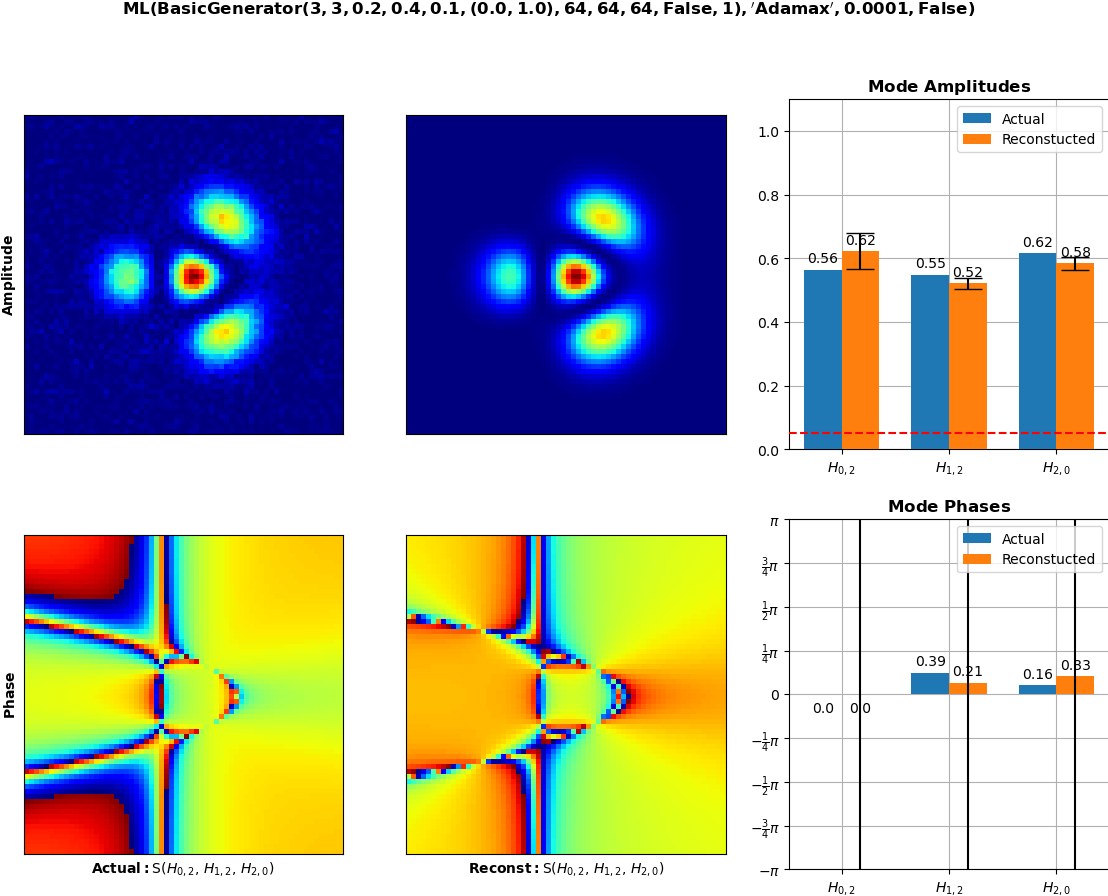 ML(BasicGenerator(3, 3, 0.2, 0.4, 0.1, (0.0, 1.0), 64, 64, 64, False, 1), 'Adamax', 0.0001, False)
Mode Amplitudes
Actual
Reconstucted
1.0
0.8
0.6
0.4
0.2
0.0
0.56
0.62
0.55
0.52
0.62
0.58
H0,2
H1,2
H2,0
Amplitude
Mode Phases
Actual
Reconstucted
π
3/4π
1/2π
1/4π
0
−1/4π
−1/2π
−3/4π
−π
0.0
0.0
0.39
0.21
0.16
0.33
H0,2
H1,2
H2,0
Phase
Actual: S(H0,2, H1,2, H2,0)
Reconst: S(H0,2, H1,2, H2,0)